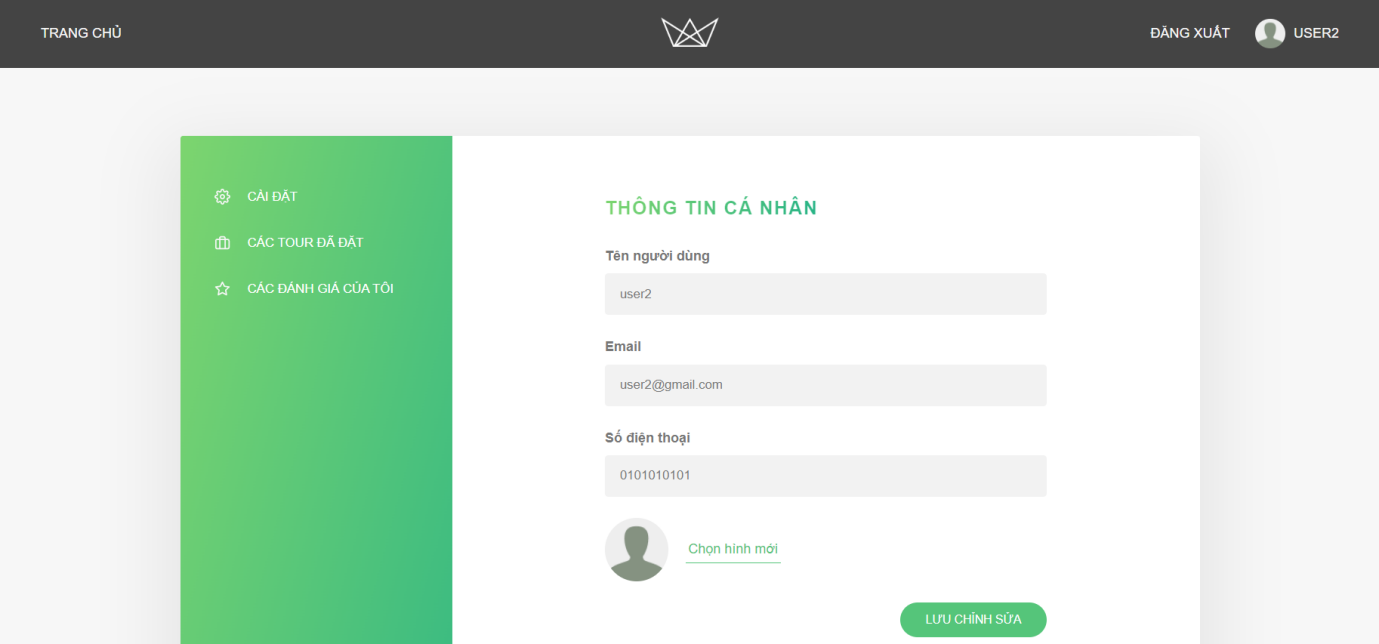 TRANG CHỦ
ĐĂNG XUẤT
USER2
CÀI ĐẶT
CÁC TOUR ĐÃ ĐẶT
CÁC ĐÁNH GIÁ CỦA TÔI
THÔNG TIN CÁ NHÂN
Tên người dùng
user2
Email
user2@gmail.com
Số điện thoại
0101010101
Chọn hình mới
LƯU CHỈNH SỬA